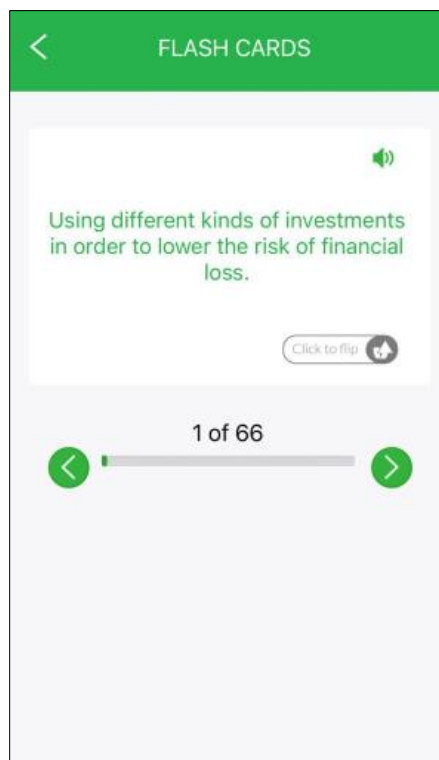 FLASH CARDS
Using different kinds of investments
in order to lower the risk of financial
loss.
Click to flip
1 of 66